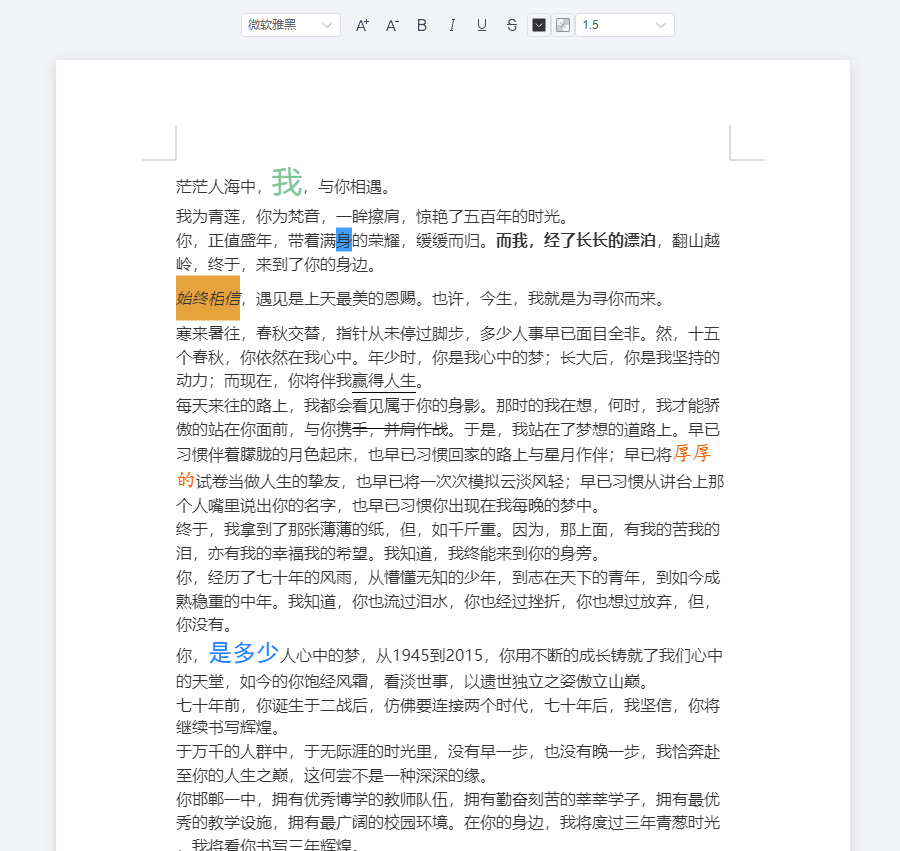 微软雅黑 A+ A- B I U S 1.5
茫茫人海中，我，与你相遇。
我为青莲，你为梵音，一眸擦肩，惊艳了五百年的时光。
你，正值盛年，带着满身的荣耀，缓缓而归。而我，经了长长的漂泊，翻山越
岭，终于，来到了你的身边。
始终相信，遇见是上天最美的恩赐。也许，今生，我就是为寻你而来。
寒来暑往，春秋交替，指针从未停过脚步，多少人事早已面目全非。然，十五
个春秋，你依然在我心中。年少时，你是我心中的梦；长大后，你是我坚持的
动力；而现在，你将伴我赢得人生。
每天来往的路上，我都会看见属于你的身影。那时的我在想，何时，我才能骄
傲的站在你面前，与你携手，并肩作战。于是，我站在了梦想的道路上。早已
习惯伴着朦胧的月色起床，也早已习惯回家的路上与星月作伴；早已将厚厚
的试卷当做人生的挚友，也早已将一次次模拟云淡风轻；早已习惯从讲台上那
个人嘴里说出你的名字，也早已习惯你出现在我每晚的梦中。
终于，我拿到了那张薄薄的纸，但，如千斤重。因为，那上面，有我的苦我的
泪，亦有我的幸福我的希望。我知道，我终能来到你的身旁。
你，经历了七十年的风雨，从懵懂无知的少年，到志在天下的青年，到如今成
熟稳重的中年。我知道，你也流过泪水，你也经过挫折，你也想过放弃，但，
你没有。
你，是多少人心中的梦，从1945到2015，你用不断的成长铸就了我们心中
的天堂，如今的你饱经风霜，看淡世事，以遗世独立之姿傲立山巅。
七十年前，你诞生于二战后，仿佛要连接两个时代，七十年后，我坚信，你将
继续书写辉煌。
于万千的人群中，于无际涯的时光里，没有早一步，也没有晚一步，我恰奔赴
至你的人生之巅，这何尝不是一种深深的缘。
你邯郸一中，拥有优秀博学的教师队伍，拥有勤奋刻苦的莘莘学子，拥有最优
秀的教学设施，拥有最广阔的校园环境。在你的身边，我将度过三年青葱时光
，我将看你书写三年辉煌。